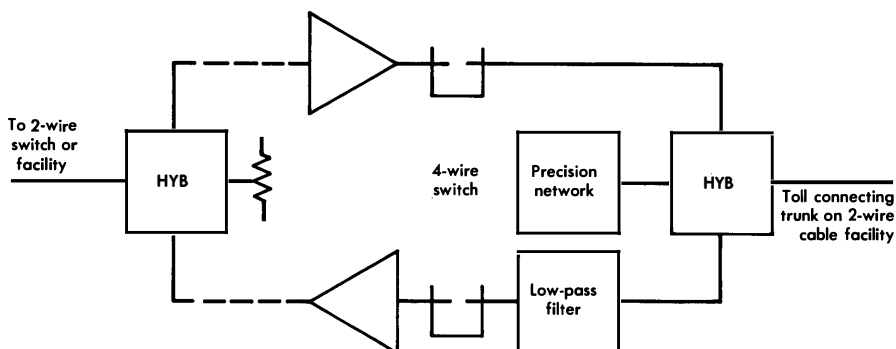 To 2-wire
switch or
facility
HYB
4-wire
switch
Precision
network
HYB
Toll connecting
trunk on 2-wire
cable facility
Low-pass
filter